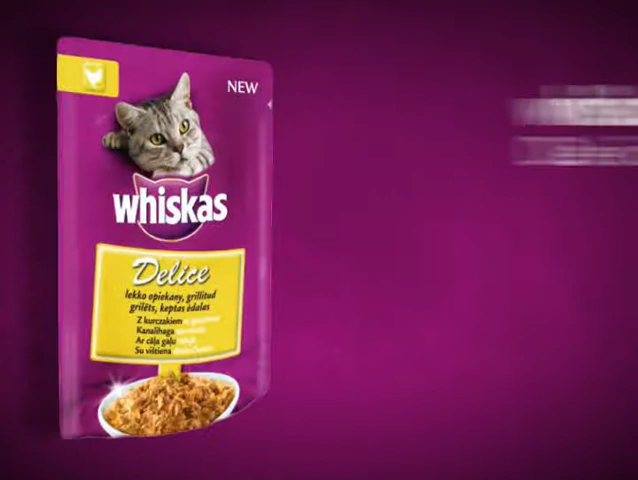 NEW
whiskas
Delice
lekko opiekany, grillitud
grilēts, keptas ėdalas
Z kurczakiem
Kanalihaga
Ar cāļa gaļu
Su vištiena